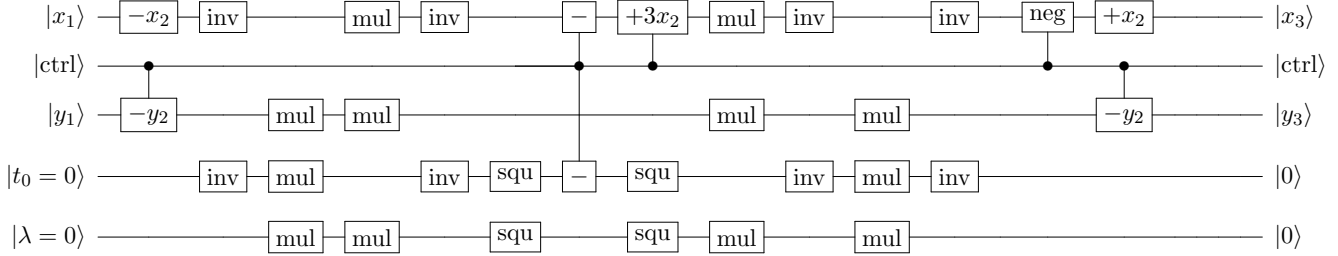 |x₁⟩ −x₂ inv mul inv − +3x₂ mul inv inv neg +x₂ |x₃⟩
|ctrl⟩ |ctrl⟩
|y₁⟩ −y₂ mul mul mul mul −y₂ |y₃⟩
|t₀ = 0⟩ inv mul inv squ − squ inv mul inv |0⟩
|λ = 0⟩ mul mul squ squ mul mul |0⟩